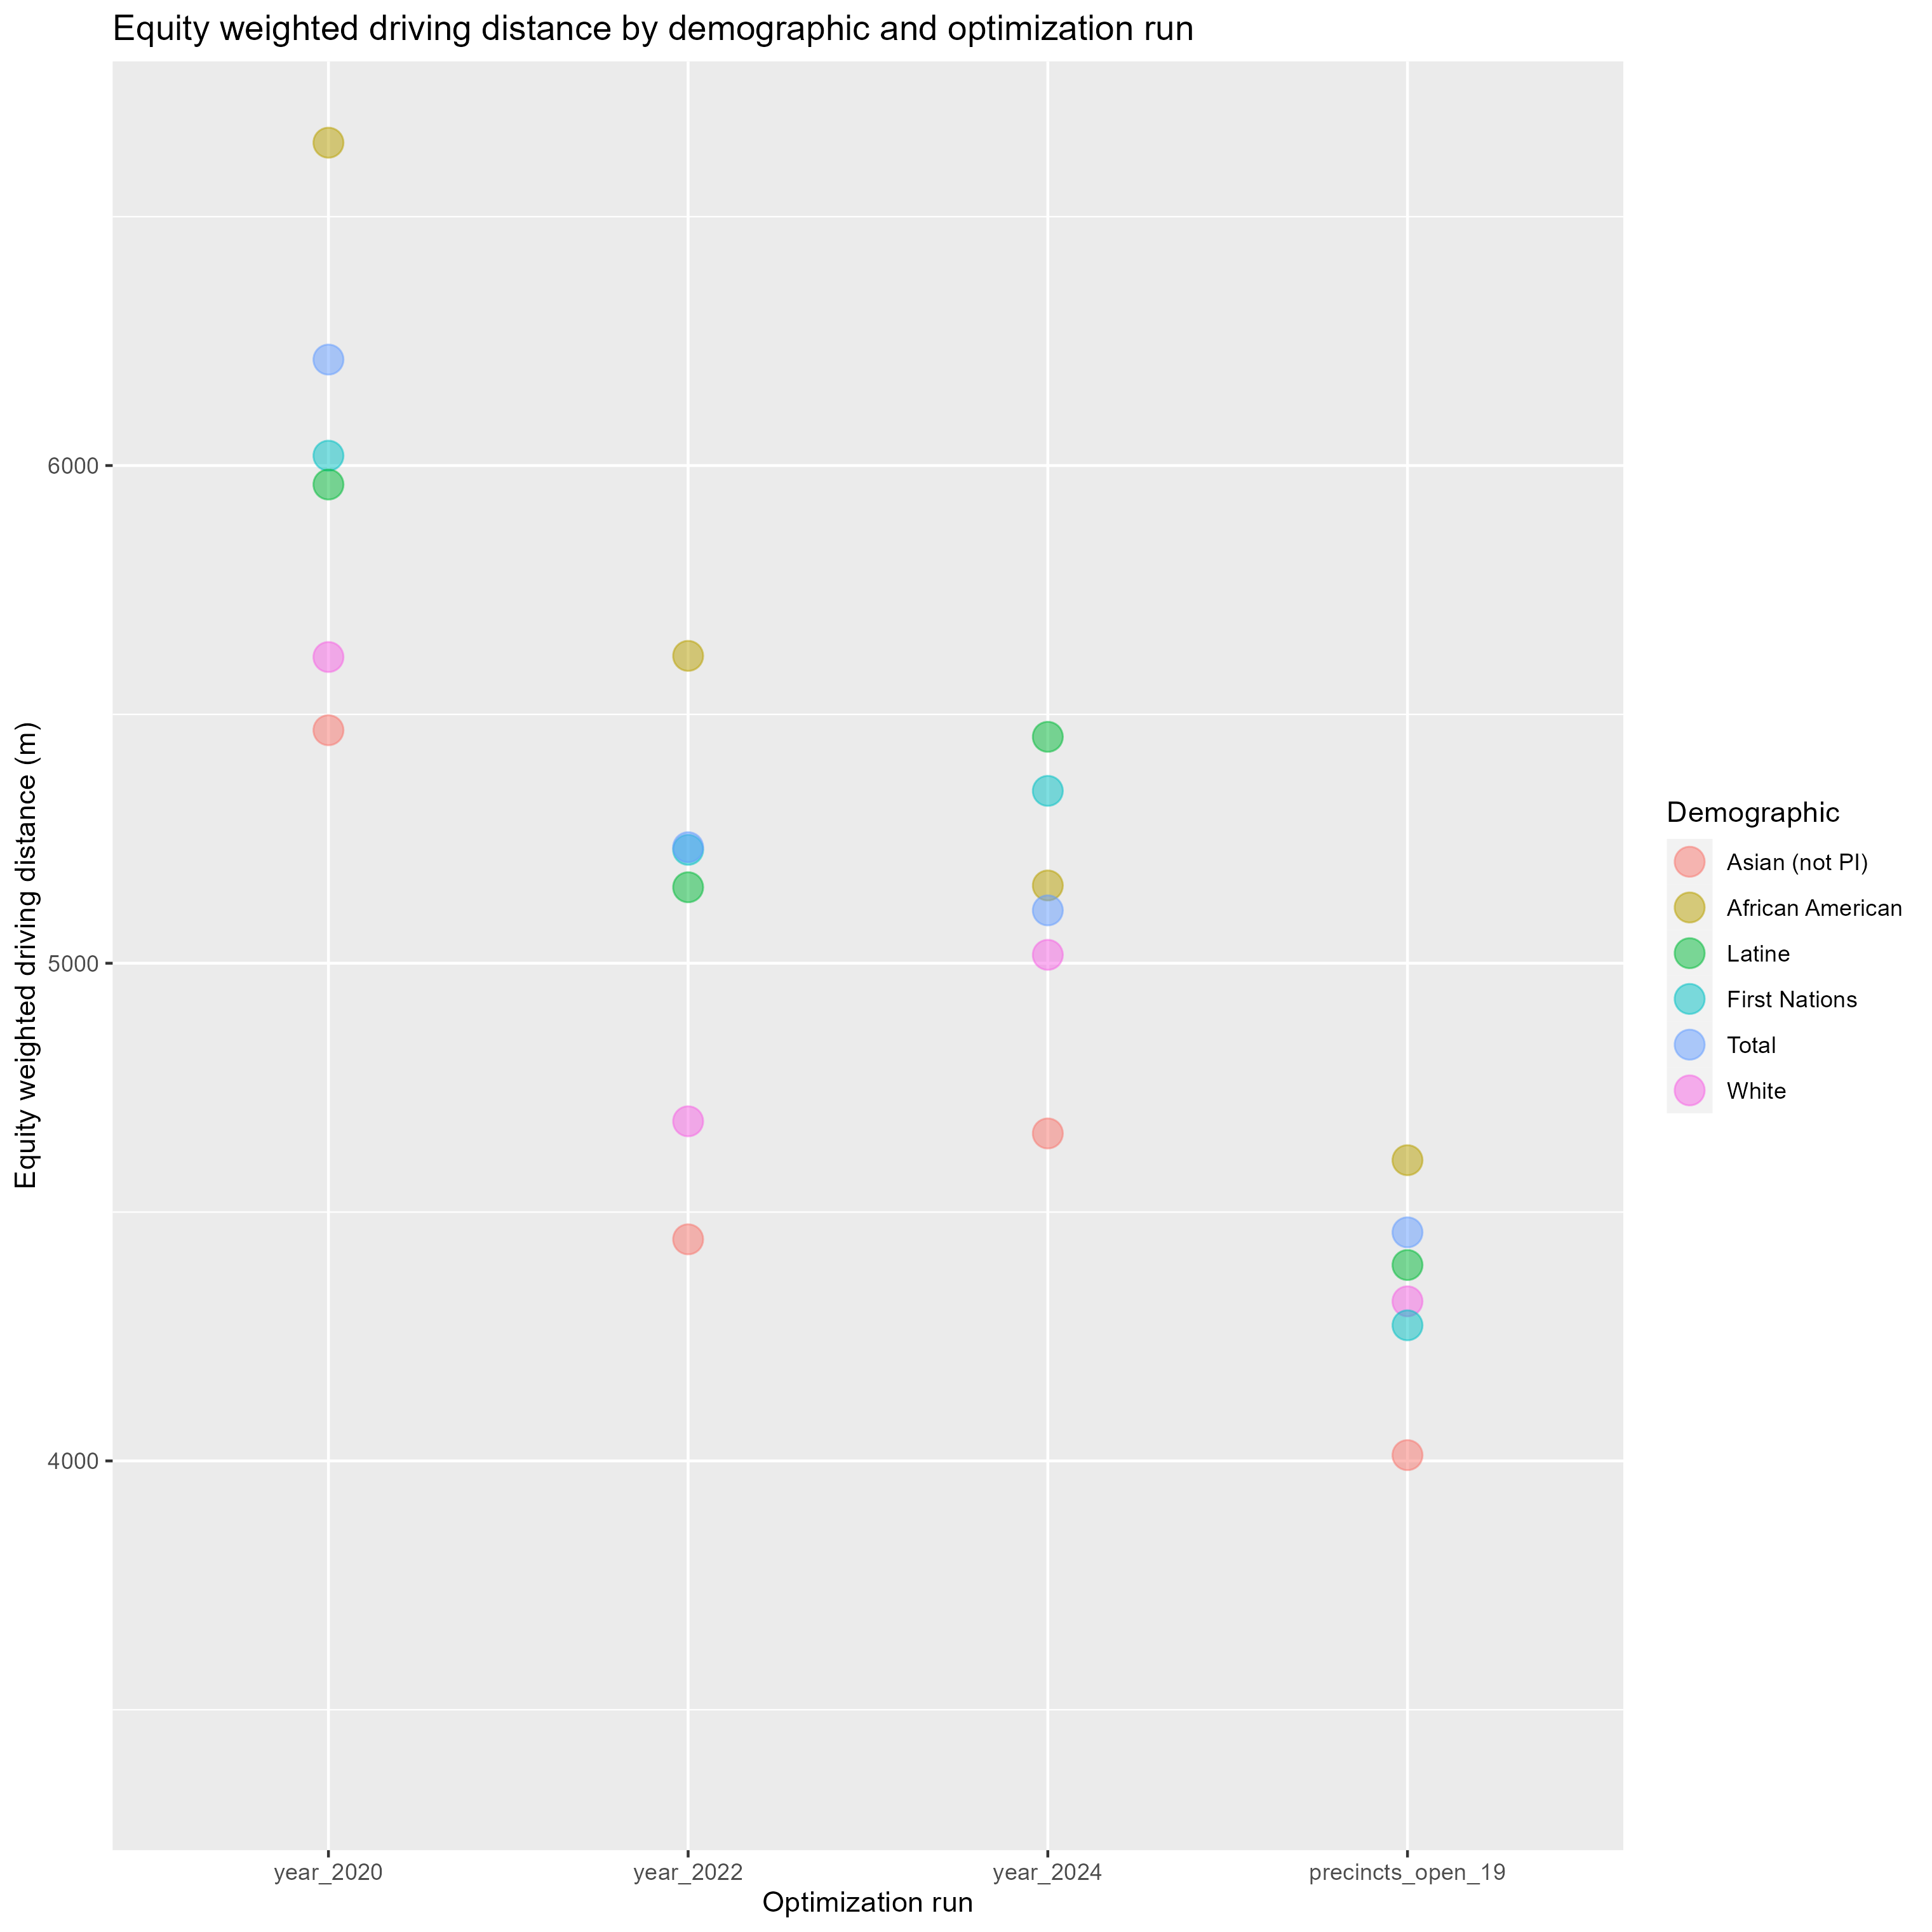 Equity weighted driving distance by demographic and optimization run
Equity weighted driving distance (m)
6000
5000
4000
year_2020
year_2022
year_2024
precincts_open_19
Optimization run
Demographic
Asian (not PI)
African American
Latine
First Nations
Total
White